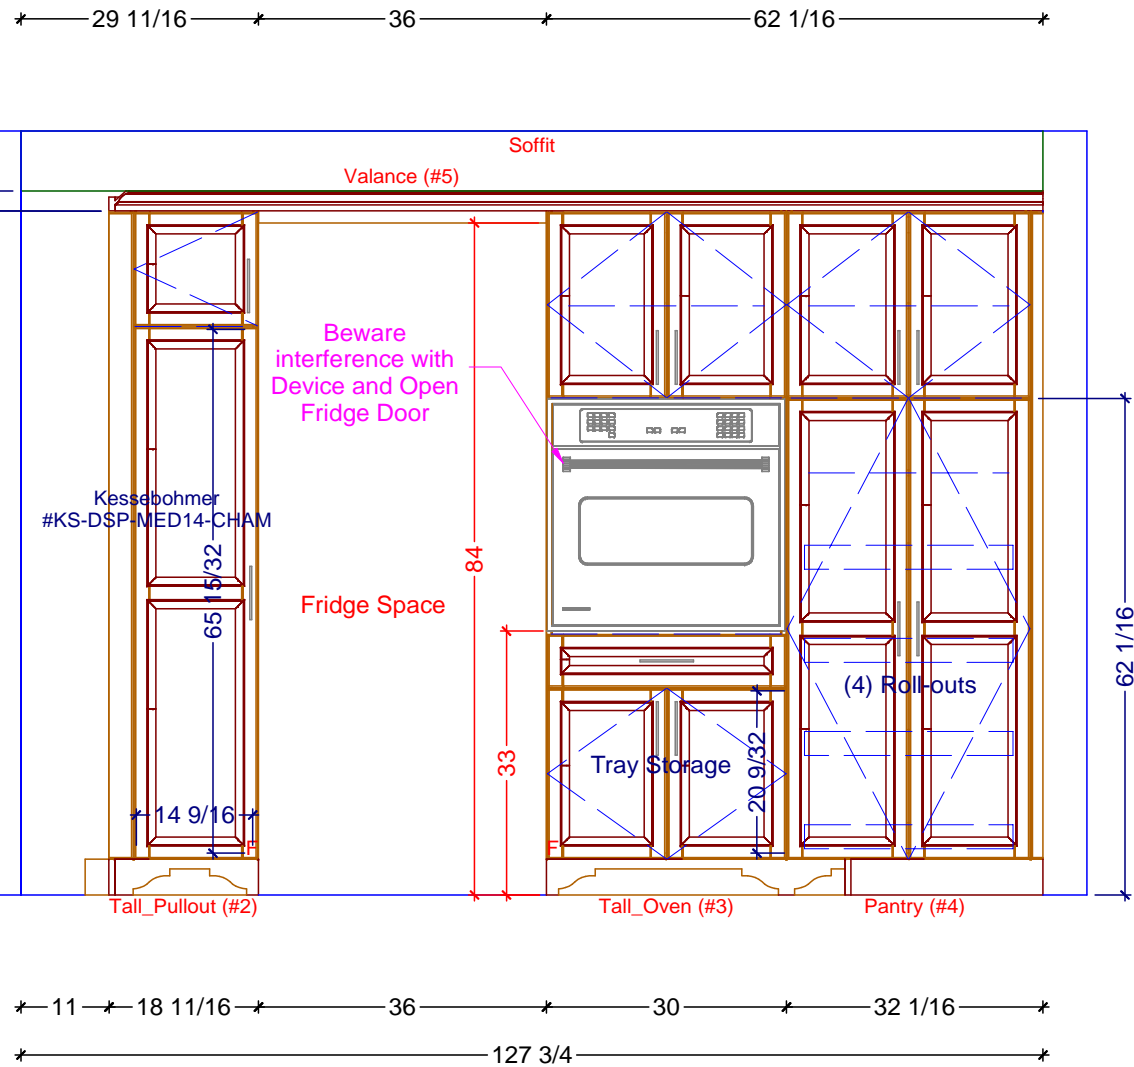 29 11/16
36
62 1/16
Soffit
Valance (#5)
Beware
interference with
Device and Open
Fridge Door
Kessebohmer
#KS-DSP-MED14-CHAM
65 15/32
84
Fridge Space
62 1/16
(4) Roll-outs
33
Tray Storage
20 9/32
14 9/16
F
F
Tall_Pullout (#2)
Tall_Oven (#3)
Pantry (#4)
11
18 11/16
36
30
32 1/16
127 3/4